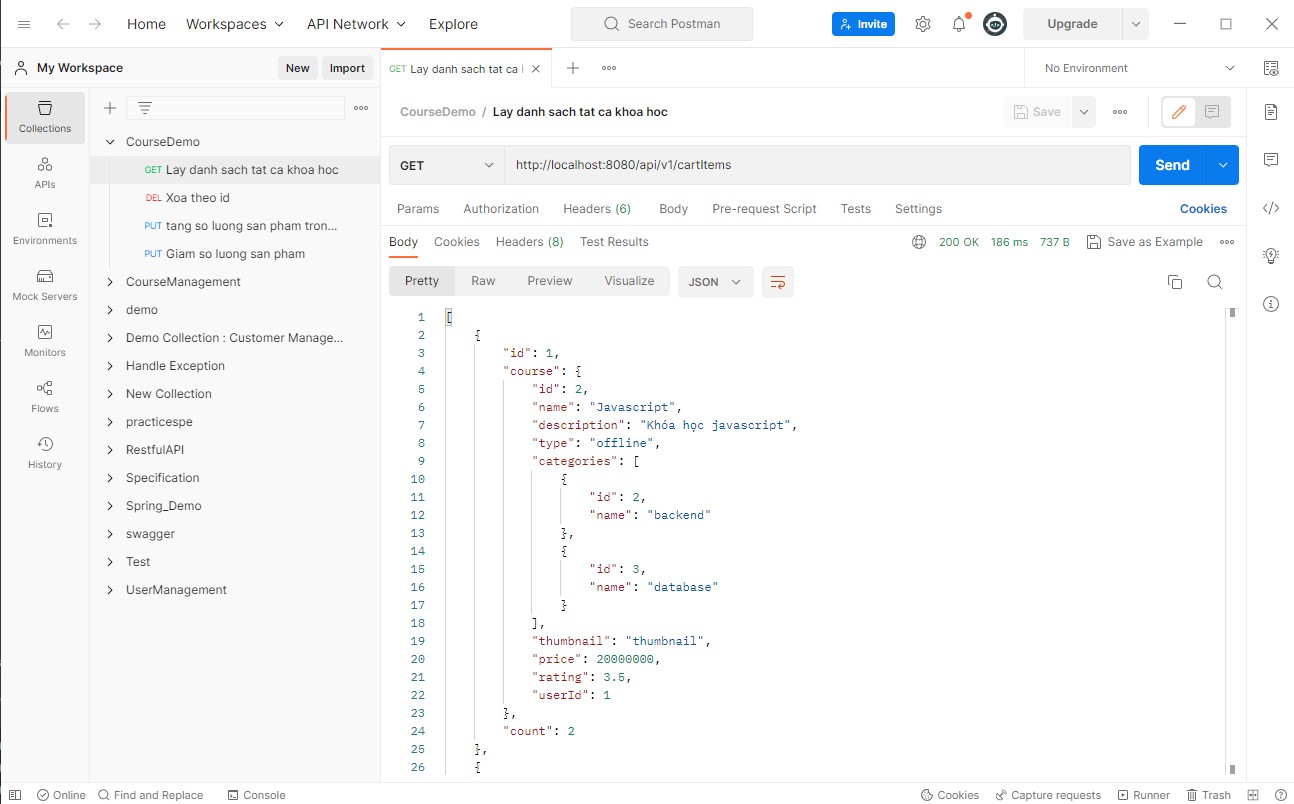 Home Workspaces API Network Explore Search Postman Invite Upgrade
My Workspace New Import GET Lay danh sach tat ca No Environment
CourseDemo / Lay danh sach tat ca khoa hoc Save
Collections
APIs
Environments
Mock Servers
Monitors
Flows
History
CourseDemo
GET Lay danh sach tat ca khoa hoc
DEL Xoa theo id
PUT tang so luong san pham tron...
PUT Giam so luong san pham
CourseManagement
demo
Demo Collection : Customer Manage...
Handle Exception
New Collection
practicespe
RestfulAPI
Specification
Spring_Demo
swagger
Test
UserManagement
GET http://localhost:8080/api/v1/cartItems Send
Params Authorization Headers (6) Body Pre-request Script Tests Settings Cookies
Body Cookies Headers (8) Test Results 200 OK 186 ms 737 B Save as Example
Pretty Raw Preview Visualize JSON
1 [
2 {
3 "id": 1,
4 "course": {
5 "id": 2,
6 "name": "Javascript",
7 "description": "Khóa học javascript",
8 "type": "offline",
9 "categories": [
10 {
11 "id": 2,
12 "name": "backend"
13 },
14 {
15 "id": 3,
16 "name": "database"
17 }
18 ],
19 "thumbnail": "thumbnail",
20 "price": 20000000,
21 "rating": 3.5,
22 "userId": 1
23 },
24 "count": 2
25 },
26 {
Online Find and Replace Console Cookies Capture requests Runner Trash